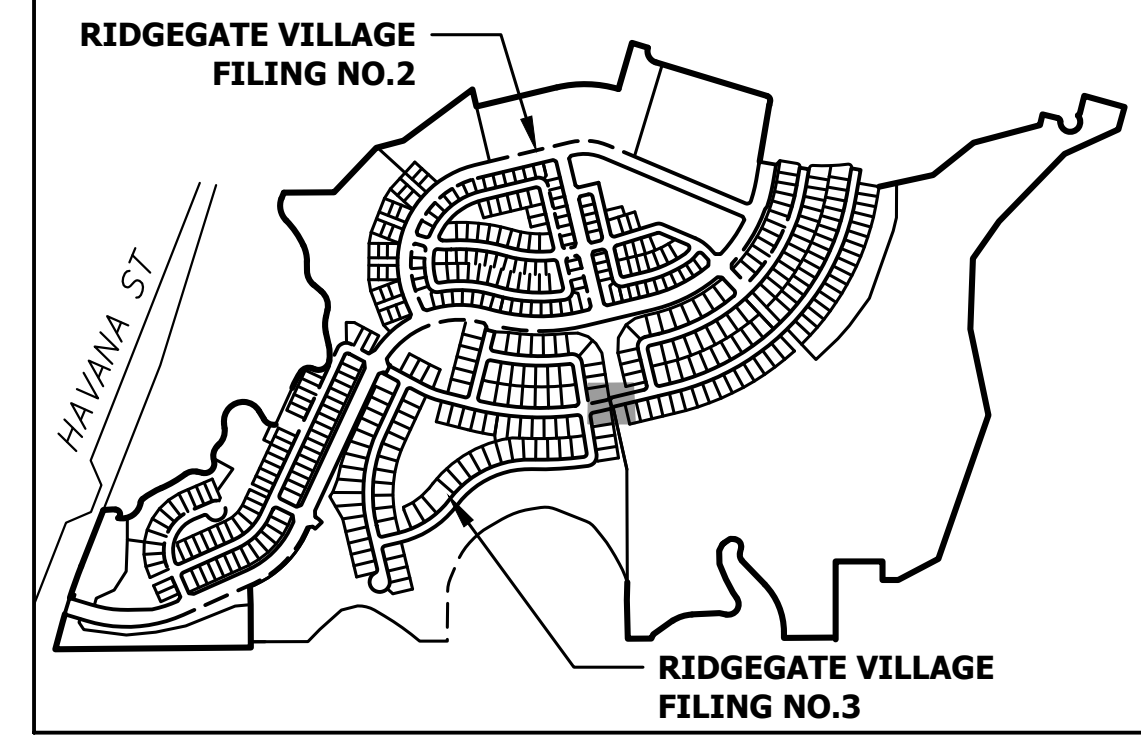 RIDGEGATE VILLAGE
FILING NO.2
HAVANA ST
RIDGEGATE VILLAGE
FILING NO.3